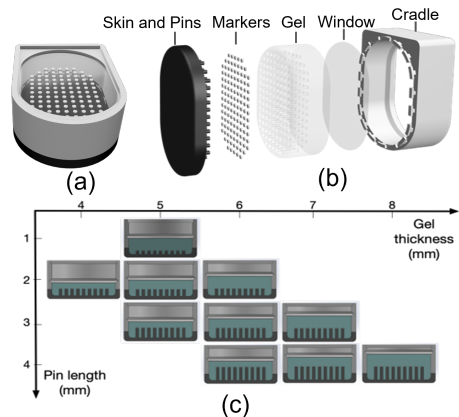 Skin and Pins Markers Gel Window Cradle
(a)
(b)
4 5 6 7 8
Gel
thickness
(mm)
1
2
3
4
Pin length
(mm)
(c)